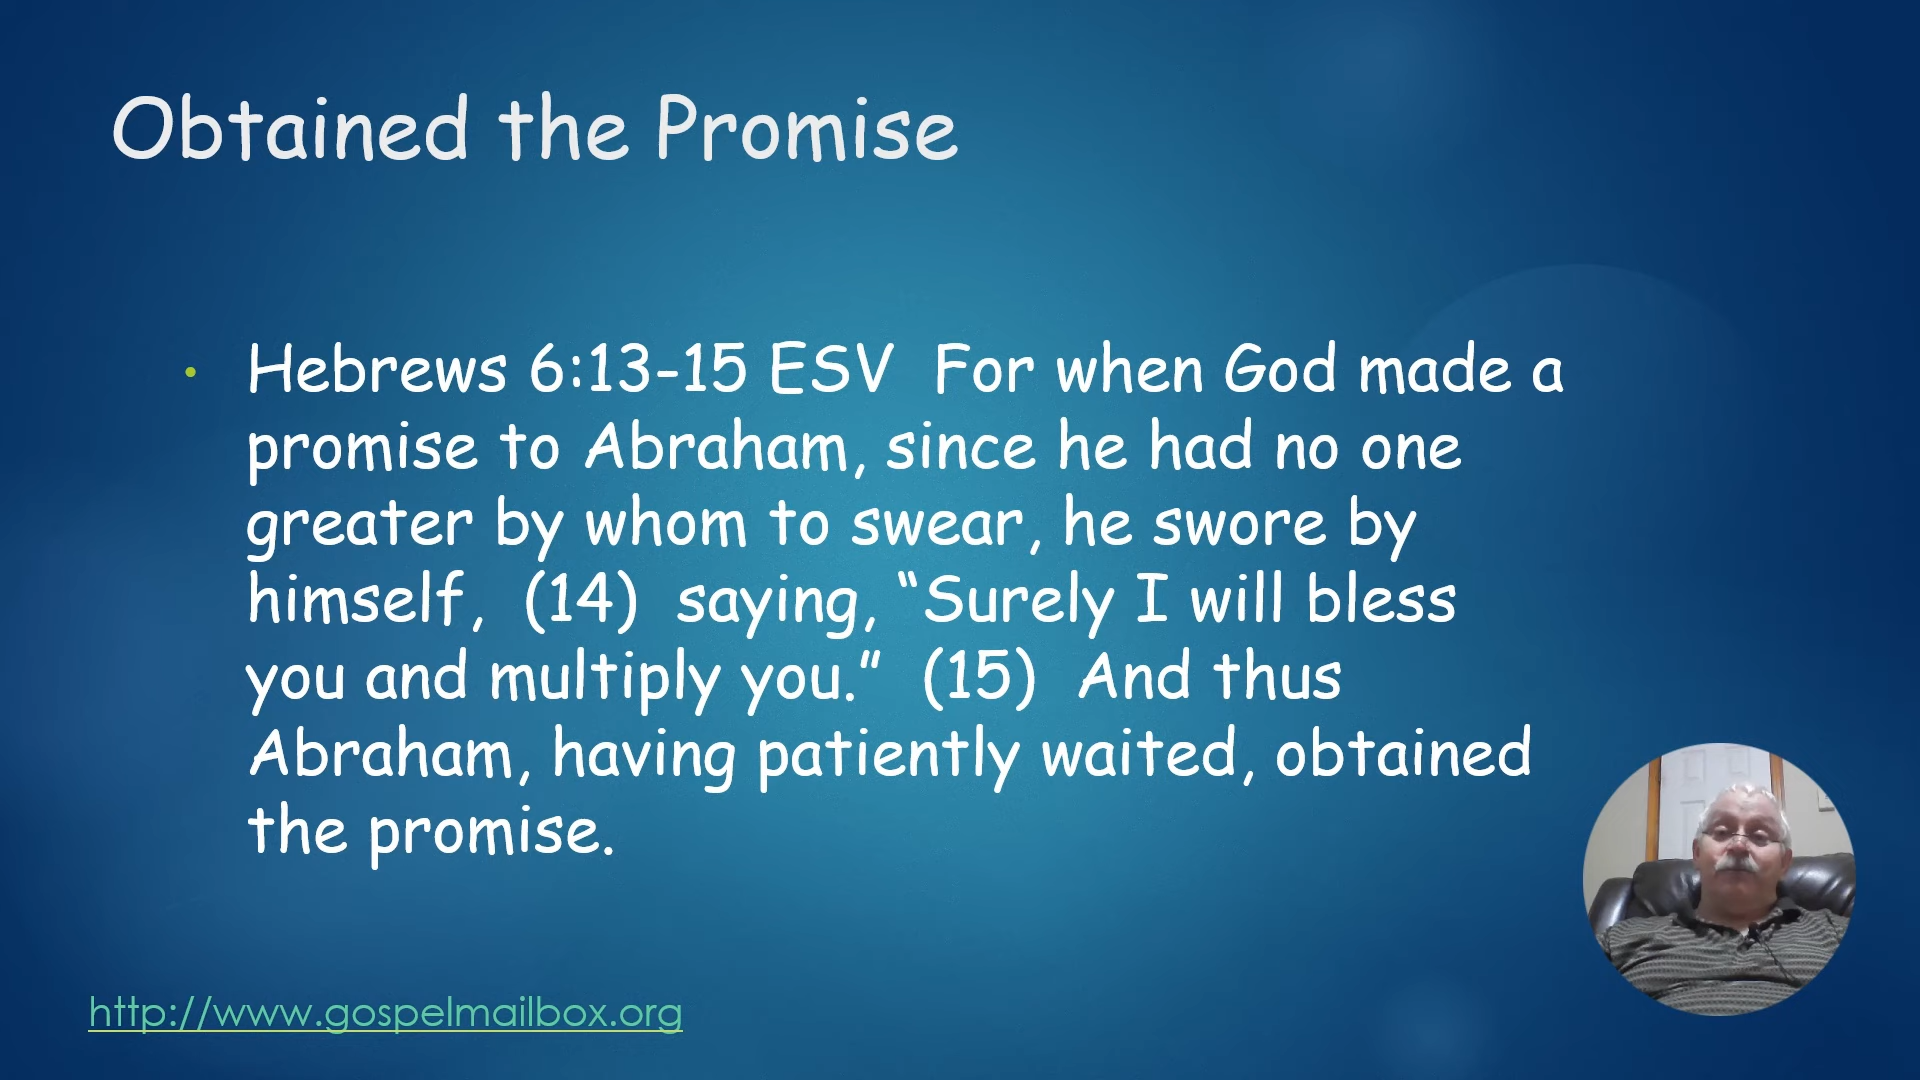 Obtained the Promise
• Hebrews 6:13-15 ESV  For when God made a
promise to Abraham, since he had no one
greater by whom to swear, he swore by
himself,  (14)  saying, “Surely I will bless
you and multiply you.”  (15)  And thus
Abraham, having patiently waited, obtained
the promise.
http://www.gospelmailbox.org